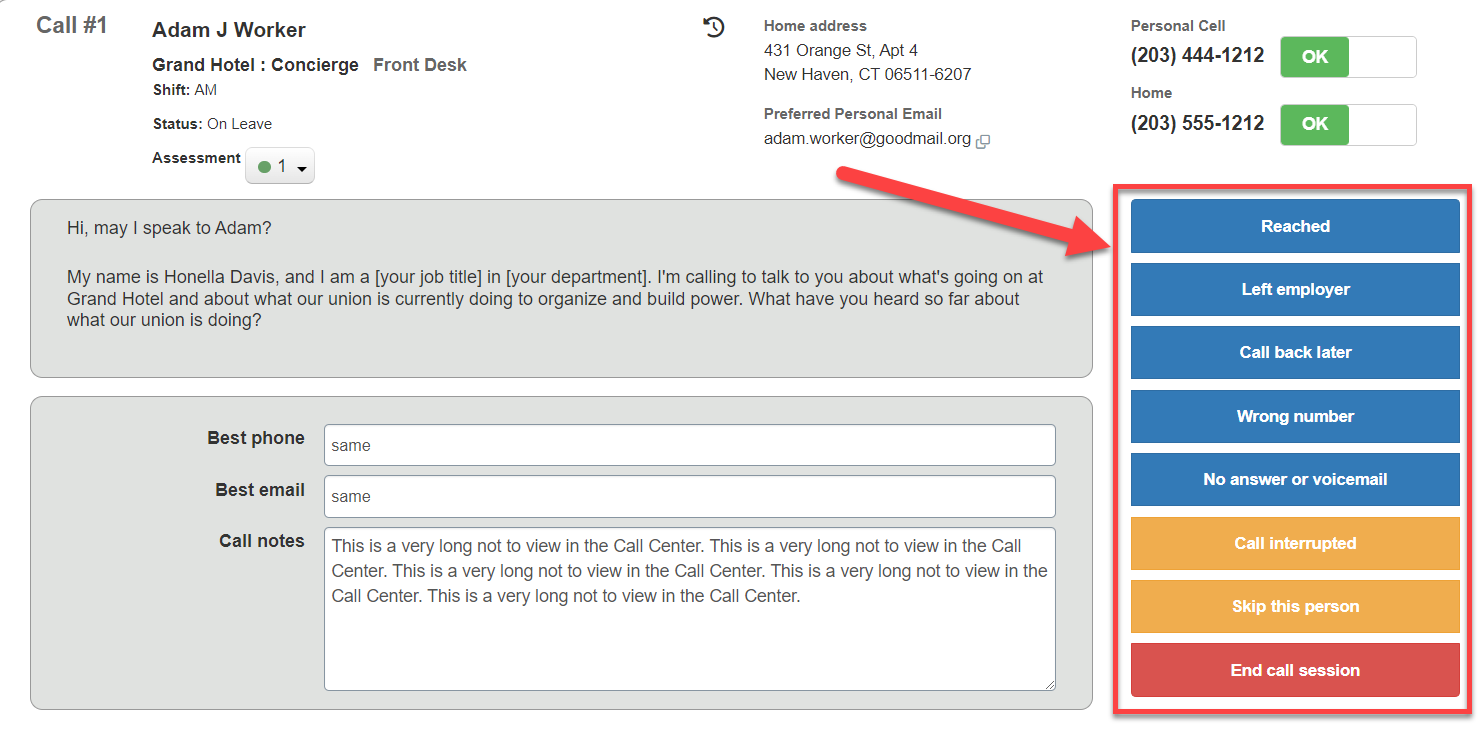 Call #1
Adam J Worker
Grand Hotel : Concierge Front Desk
Shift: AM
Status: On Leave
Assessment 1
Home address
431 Orange St, Apt 4
New Haven, CT 06511-6207
Preferred Personal Email
adam.worker@goodmail.org
Personal Cell
(203) 444-1212 OK
Home
(203) 555-1212 OK
Hi, may I speak to Adam?
My name is Honella Davis, and I am a [your job title] in [your department]. I'm calling to talk to you about what's going on at
Grand Hotel and about what our union is currently doing to organize and build power. What have you heard so far about
what our union is doing?
Best phone same
Best email same
Call notes
This is a very long not to view in the Call Center. This is a very long not to view in the Call
Center. This is a very long not to view in the Call Center. This is a very long not to view in the
Call Center. This is a very long not to view in the Call Center.
Reached
Left employer
Call back later
Wrong number
No answer or voicemail
Call interrupted
Skip this person
End call session